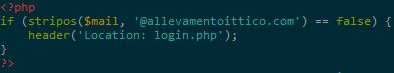 <?php
if (stripos($mail, '@allevamentoittico.com') == false) {
    header('Location: login.php');
}
?>